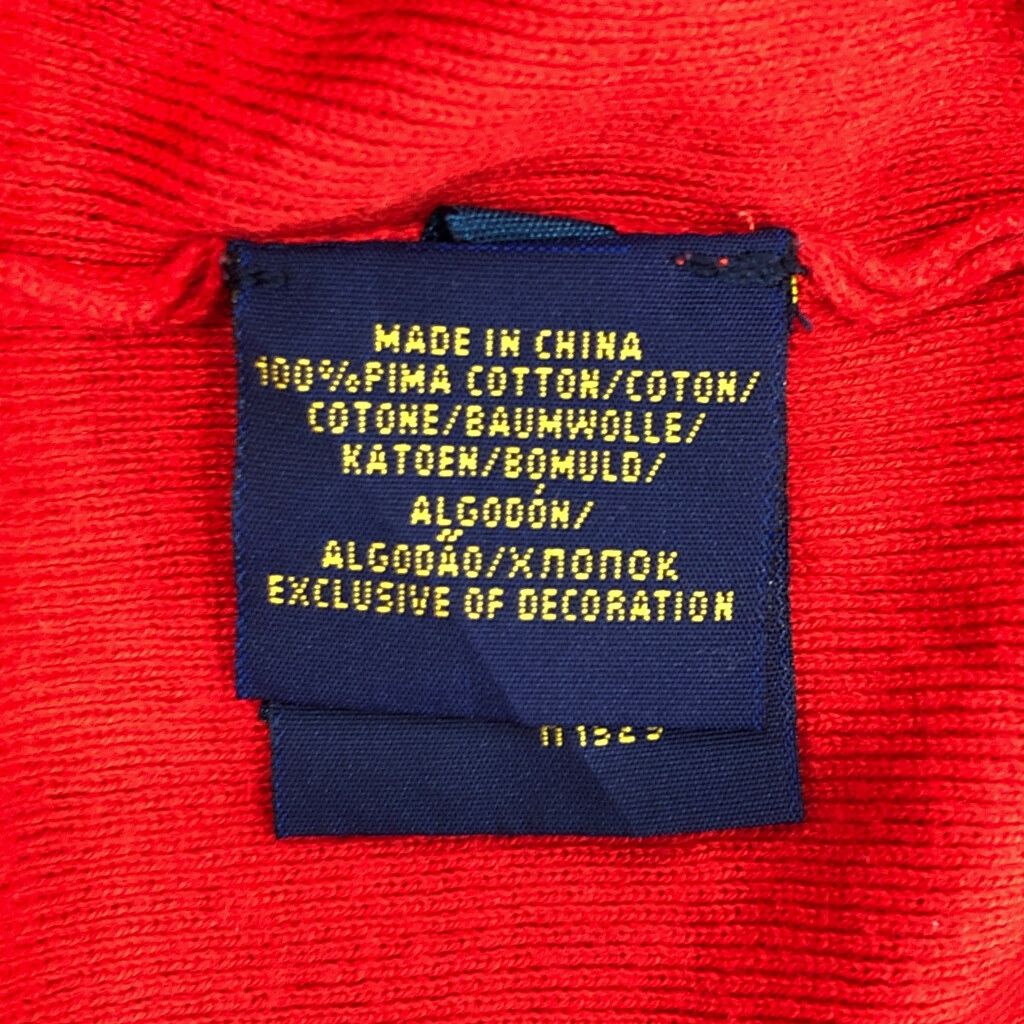 MADE IN CHINA
100%PIMA COTTON/COTON/
COTONE/BAUMWOLLE/
KATOEN/BOMULD/
ALGODÓN/
ALGODÃO/ХЛОПОК
EXCLUSIVE OF DECORATION